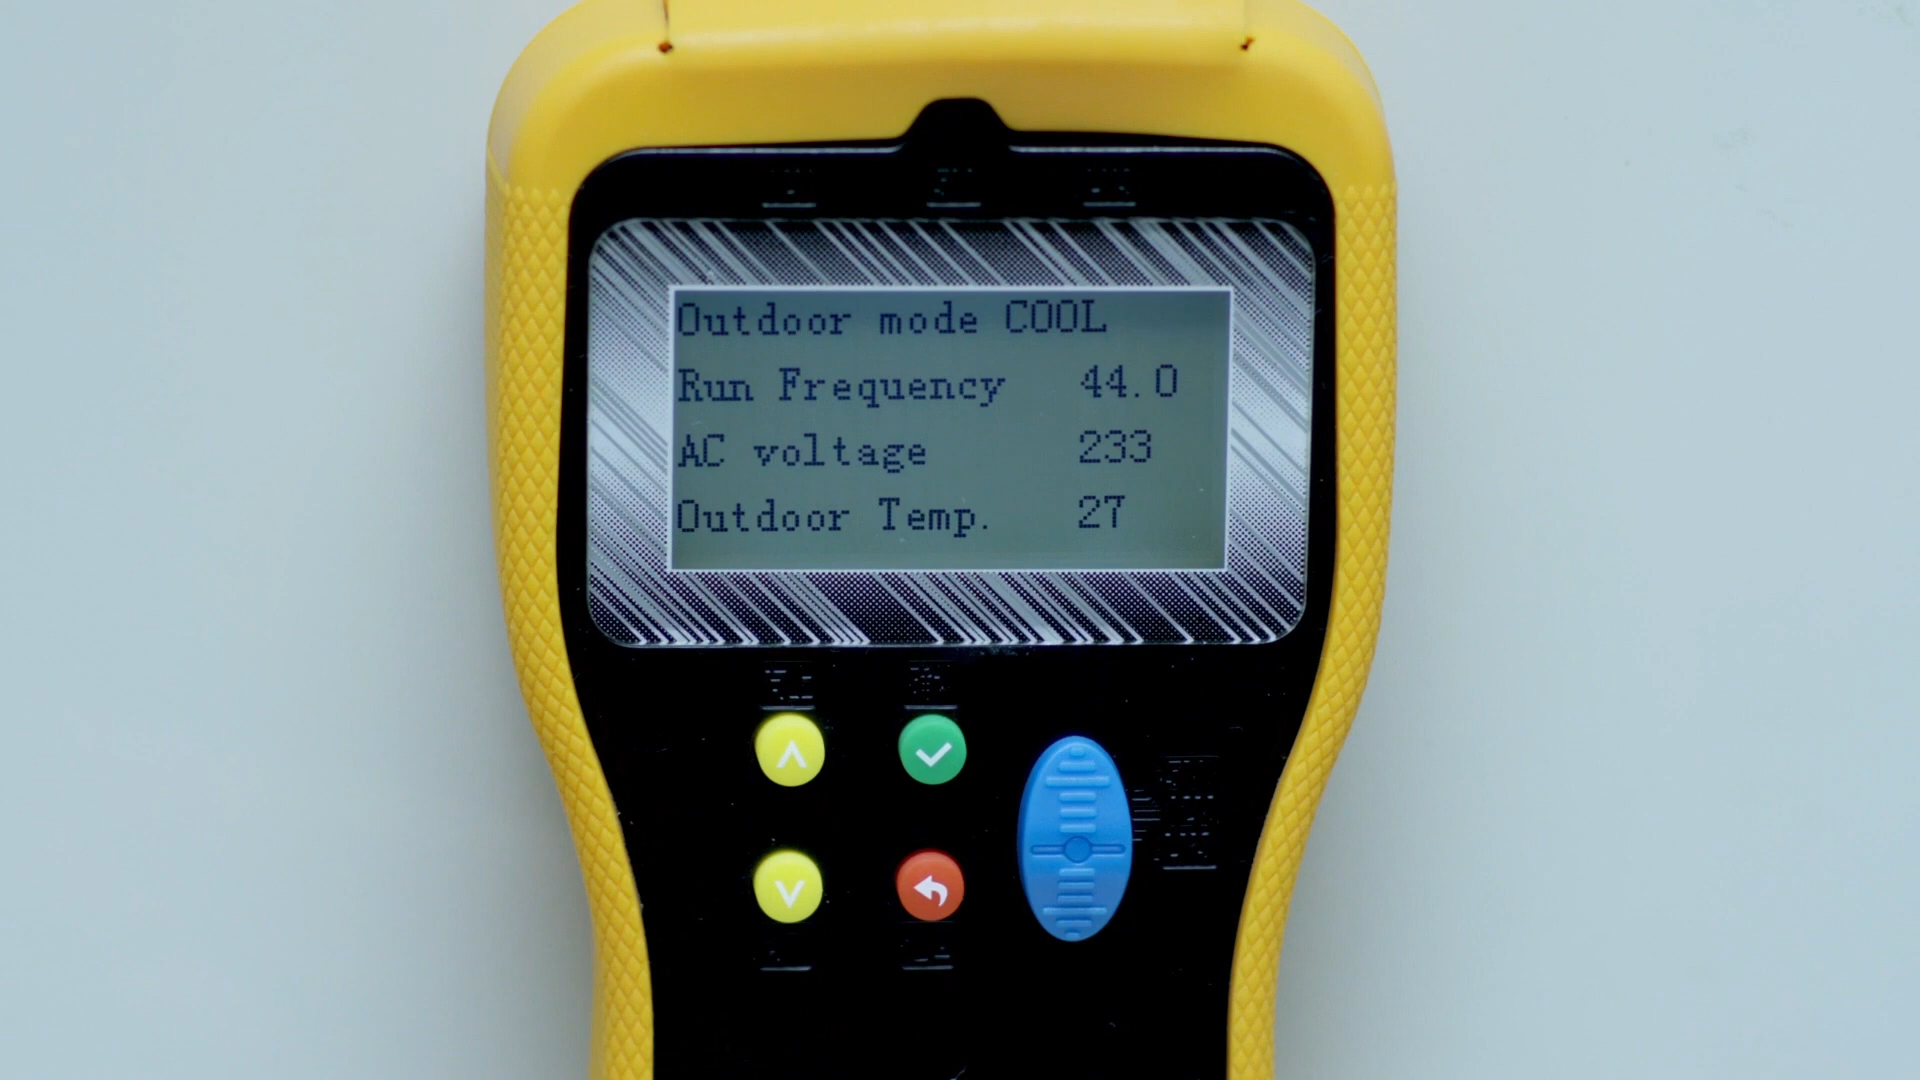 Outdoor mode COOL
Run Frequency 44.0
AC voltage 233
Outdoor Temp. 27